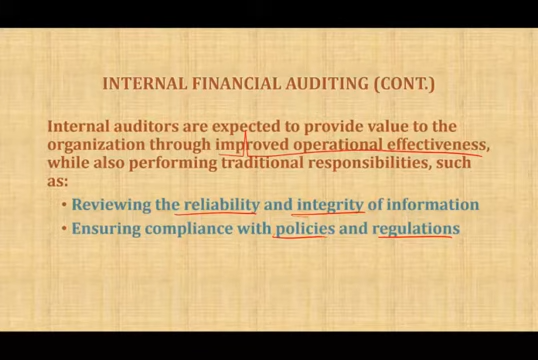 INTERNAL FINANCIAL AUDITING (CONT.)
Internal auditors are expected to provide value to the
organization through improved operational effectiveness,
while also performing traditional responsibilities, such
as:
• Reviewing the reliability and integrity of information
• Ensuring compliance with policies and regulations